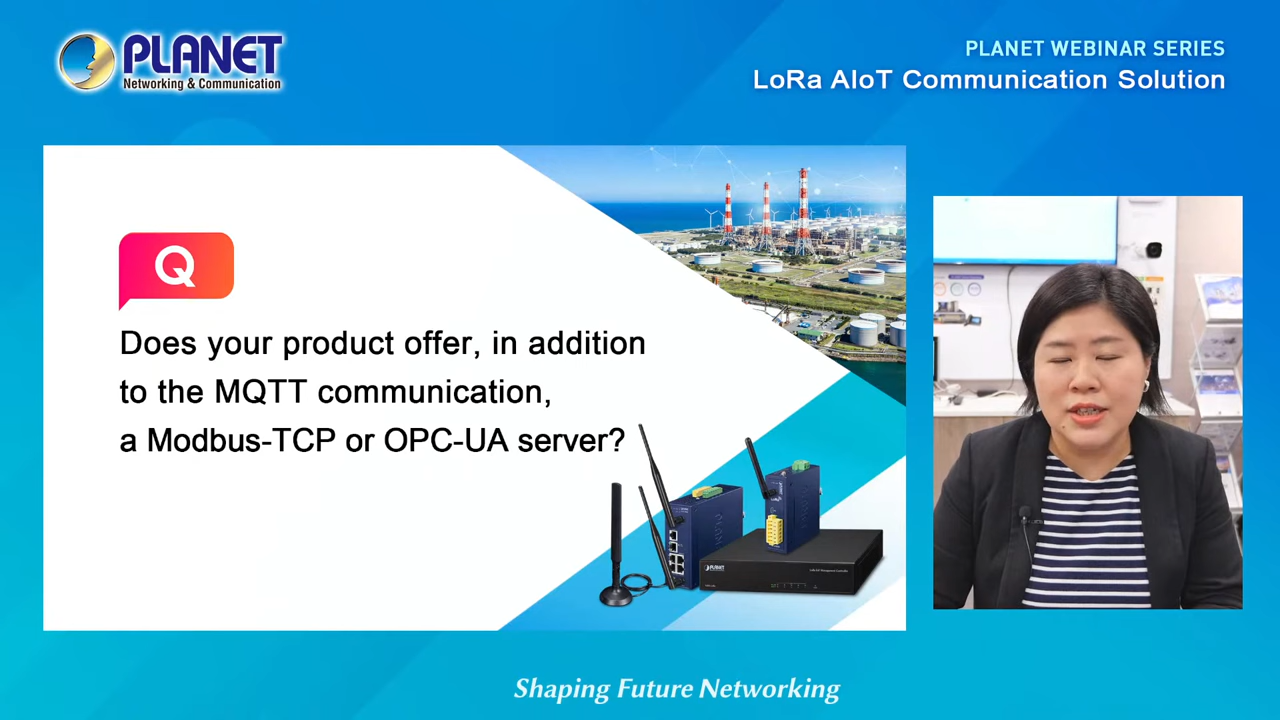 PLANET
Networking & Communication
PLANET WEBINAR SERIES
LoRa AIoT Communication Solution
Q
Does your product offer, in addition
to the MQTT communication,
a Modbus-TCP or OPC-UA server?
PLANET
Shaping Future Networking